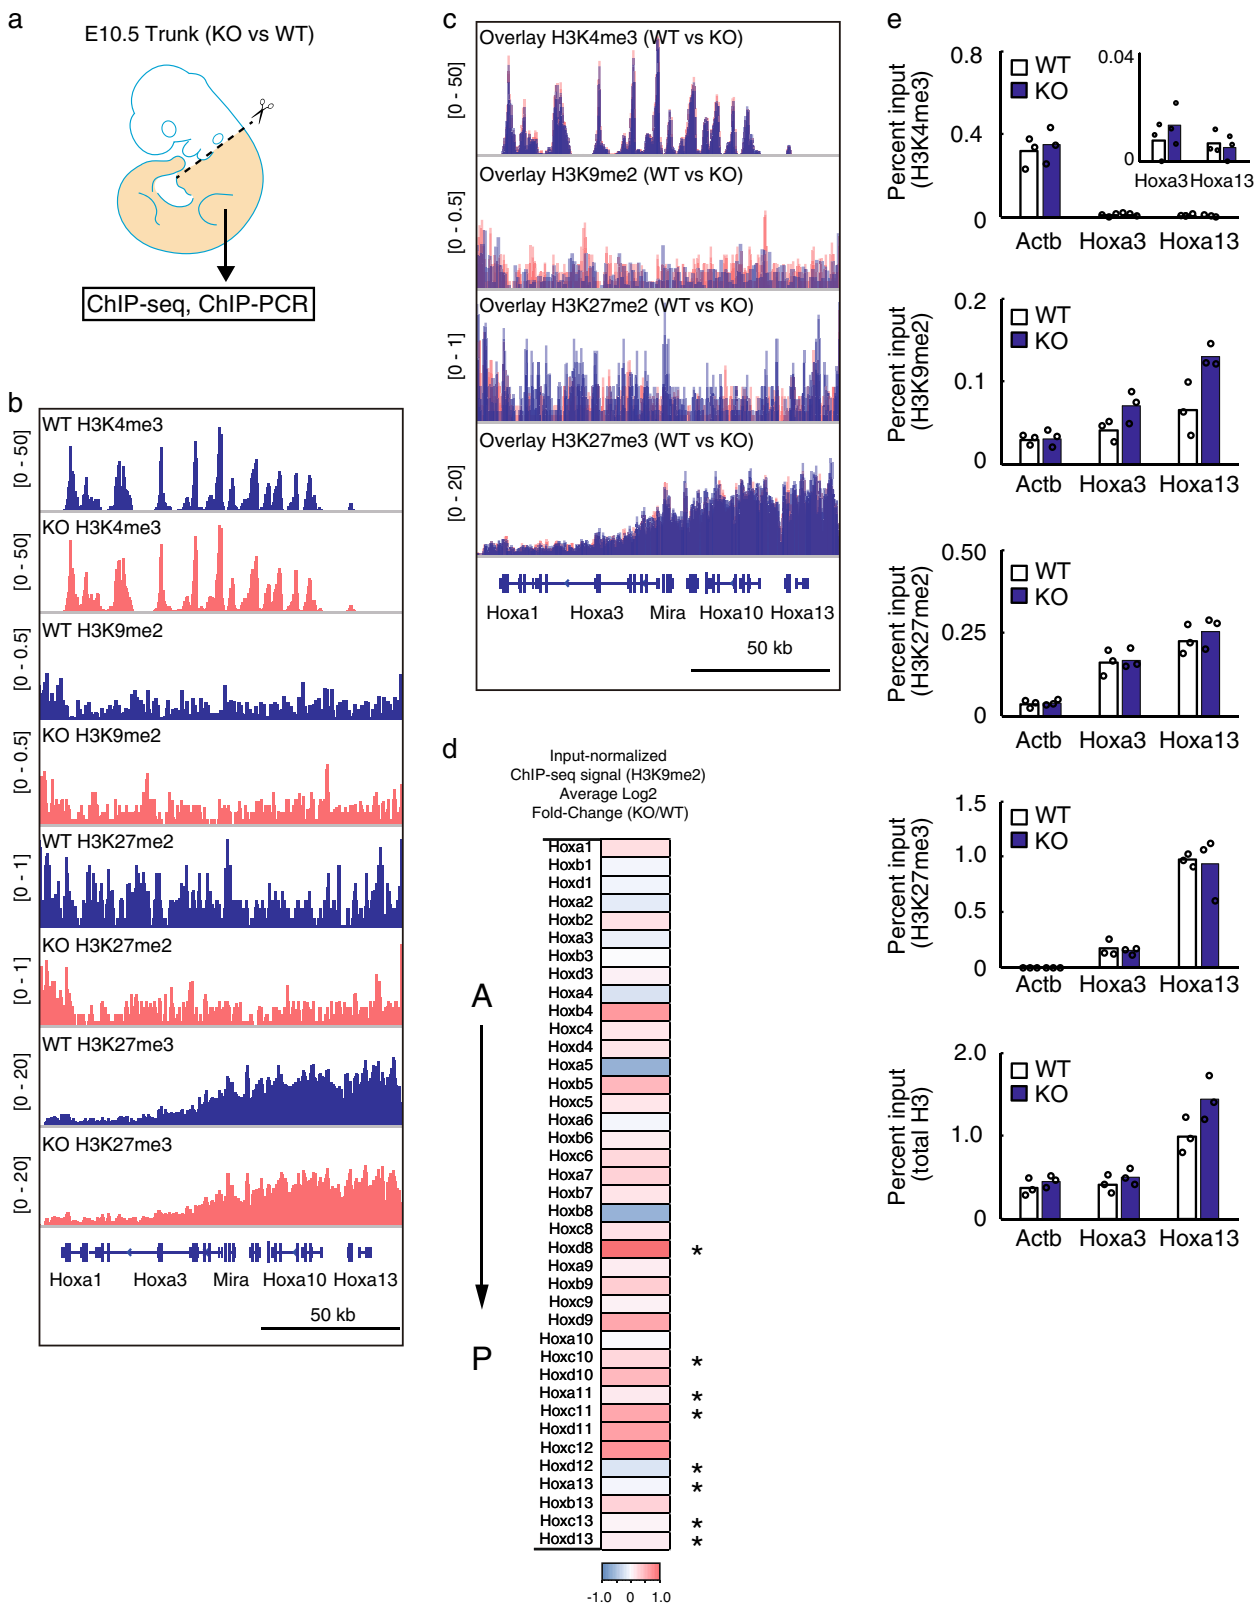 a
E10.5 Trunk (KO vs WT)
ChIP-seq, ChIP-PCR
b
WT H3K4me3
[0 - 50]
KO H3K4me3
[0 - 50]
WT H3K9me2
[0 - 0.5]
KO H3K9me2
[0 - 0.5]
WT H3K27me2
[0 - 1]
KO H3K27me2
[0 - 1]
WT H3K27me3
[0 - 20]
KO H3K27me3
[0 - 20]
Hoxa1 Hoxa3 Mira Hoxa10 Hoxa13
50 kb
c
Overlay H3K4me3 (WT vs KO)
[0 - 50]
Overlay H3K9me2 (WT vs KO)
[0 - 0.5]
Overlay H3K27me2 (WT vs KO)
[0 - 1]
Overlay H3K27me3 (WT vs KO)
[0 - 20]
Hoxa1 Hoxa3 Mira Hoxa10 Hoxa13
50 kb
d
Input-normalized
ChIP-seq signal (H3K9me2)
Average Log2
Fold-Change (KO/WT)
A
P
Hoxa1
Hoxb1
Hoxd1
Hoxa2
Hoxb2
Hoxa3
Hoxb3
Hoxd3
Hoxa4
Hoxb4
Hoxc4
Hoxd4
Hoxa5
Hoxb5
Hoxc5
Hoxa6
Hoxb6
Hoxc6
Hoxa7
Hoxb7
Hoxb8
Hoxc8
Hoxd8 *
Hoxa9
Hoxb9
Hoxc9
Hoxd9
Hoxa10
Hoxc10 *
Hoxd10
Hoxa11 *
Hoxc11 *
Hoxd11
Hoxc12
Hoxd12 *
Hoxa13 *
Hoxb13
Hoxc13 *
Hoxd13 *
-1.0 0 1.0
e
Percent input
(H3K4me3)
0.8
0.4
0
WT
KO
0.04
0
Hoxa3 Hoxa13
Actb Hoxa3 Hoxa13
Percent input
(H3K9me2)
0.2
0.1
0
WT
KO
Actb Hoxa3 Hoxa13
Percent input
(H3K27me2)
0.50
0.25
0
WT
KO
Actb Hoxa3 Hoxa13
Percent input
(H3K27me3)
1.5
1.0
0.5
0
WT
KO
Actb Hoxa3 Hoxa13
Percent input
(total H3)
2.0
1.0
0
WT
KO
Actb Hoxa3 Hoxa13